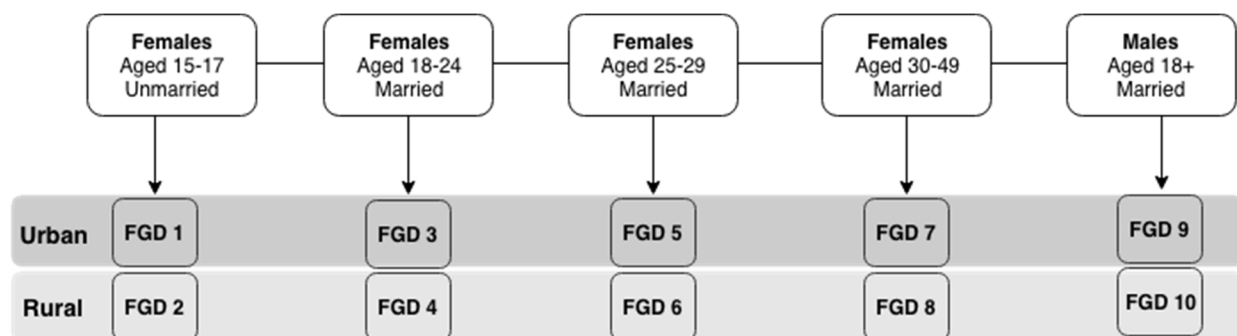 Females
Aged 15-17
Unmarried
Females
Aged 18-24
Married
Females
Aged 25-29
Married
Females
Aged 30-49
Married
Males
Aged 18+
Married
Urban
FGD 1
FGD 3
FGD 5
FGD 7
FGD 9
Rural
FGD 2
FGD 4
FGD 6
FGD 8
FGD 10